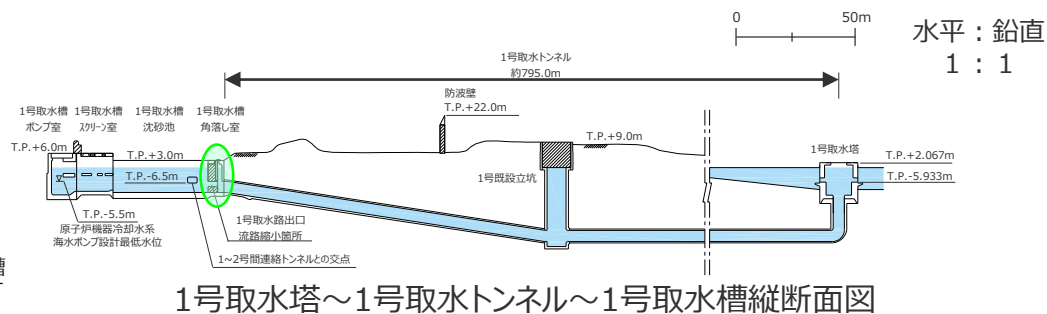 0 50m
水平：鉛直
1 : 1
1号取水トンネル
約795.0m
防波壁
T.P.+22.0m
1号取水槽 1号取水槽 1号取水槽 1号取水槽
ポンプ室 スクリーン室 沈砂池 角落し室
T.P.+6.0m
T.P.+3.0m
T.P.+9.0m
1号取水塔
T.P.+2.067m
T.P.-6.5m
1号既設立坑
T.P.-5.933m
T.P.-5.5m
原子炉機器冷却水系
海水ポンプ設計最低水位
1号取水路出口
流路縮小箇所
1~2号間連絡トンネルとの交点
槽
1号取水塔～1号取水トンネル～1号取水槽縦断面図